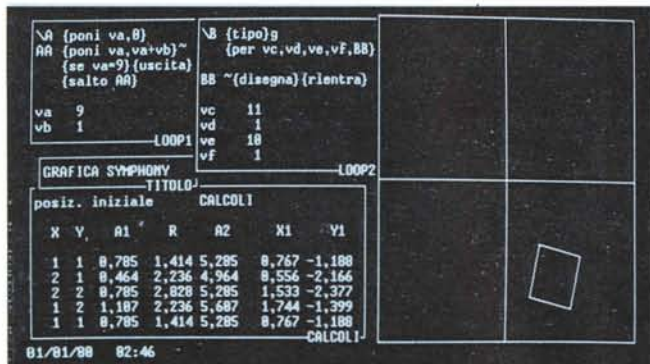 \A {poni va,0}
AA {poni va,va+vb}~
{se va=9}{uscita}
{salto AA}
va 9
vb 1
LOOP1
\B {tipo}g
{per vc,vd,ve,vf,BB}
BB ~{disegna}{rientra}
vc 11
vd 1
ve 10
vf 1
LOOP2
GRAFICA SYMPHONY
TITOLO
posiz. iniziale CALCOLI
X Y A1 R A2 X1 Y1
1 1 0,785 1,414 5,285 0,767 -1,188
2 1 0,464 2,236 4,964 0,556 -2,166
2 2 0,785 2,828 5,285 1,533 -2,377
1 2 1,107 2,236 5,607 1,744 -1,399
1 1 0,785 1,414 5,285 0,767 -1,188
CALCOLI
01/01/80 02:46